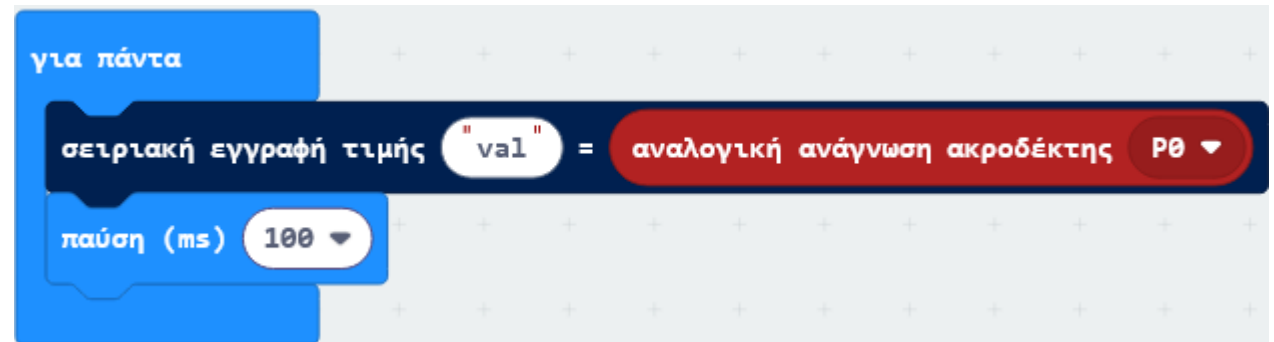 για πάντα
σειριακή εγγραφή τιμής "val" = αναλογική ανάγνωση ακροδέκτης P0
παύση (ms) 100